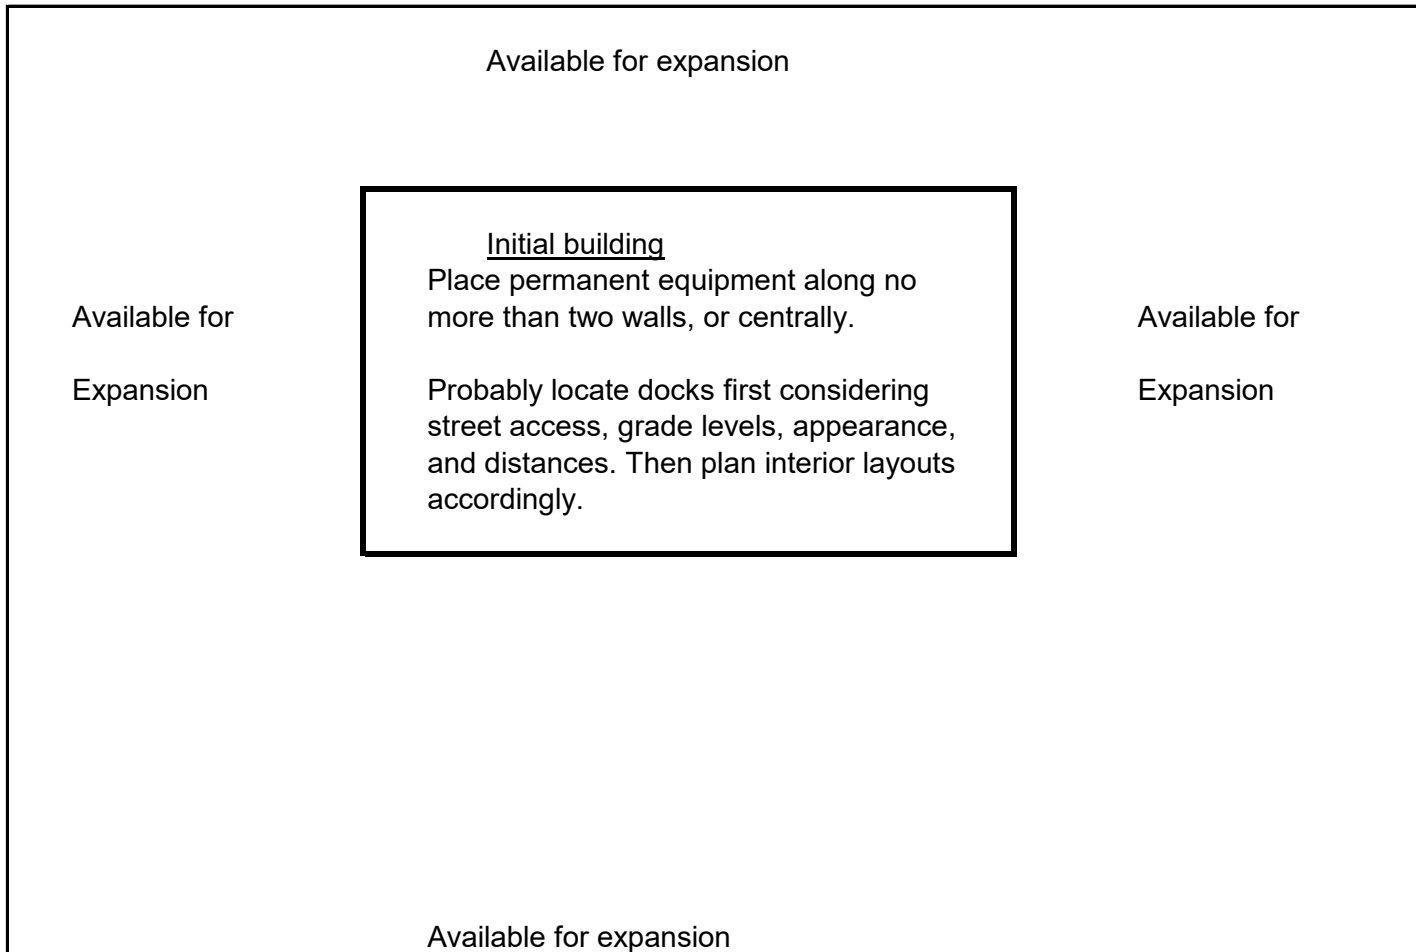 Available for expansion
Initial building
Place permanent equipment along no
Available for
more than two walls, or centrally.
Available for
Expansion
Probably locate docks first considering
Expansion
street access, grade levels, appearance,
and distances. Then plan interior layouts
accordingly.
Available for expansion